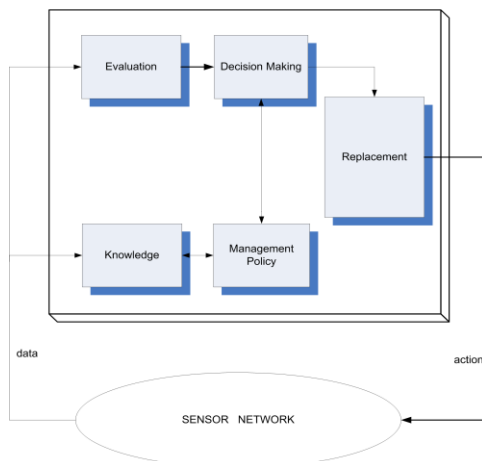 Evaluation
Decision Making
Replacement
Knowledge
Management
Policy
data
action
SENSOR NETWORK